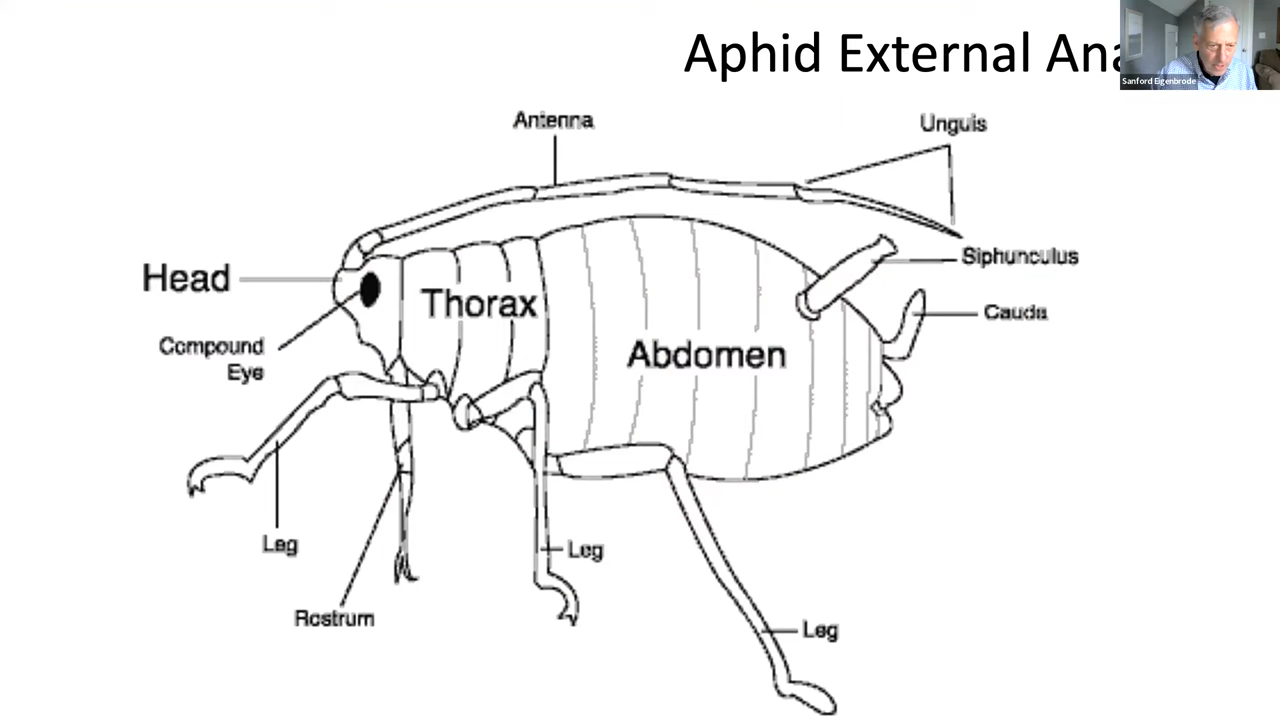 Aphid External Ana
Sanford Eigenbrode
Antenna
Unguis
Siphunculus
Head
Cauda
Thorax
Compound
Eye
Abdomen
Leg
Leg
Rostrum
Leg